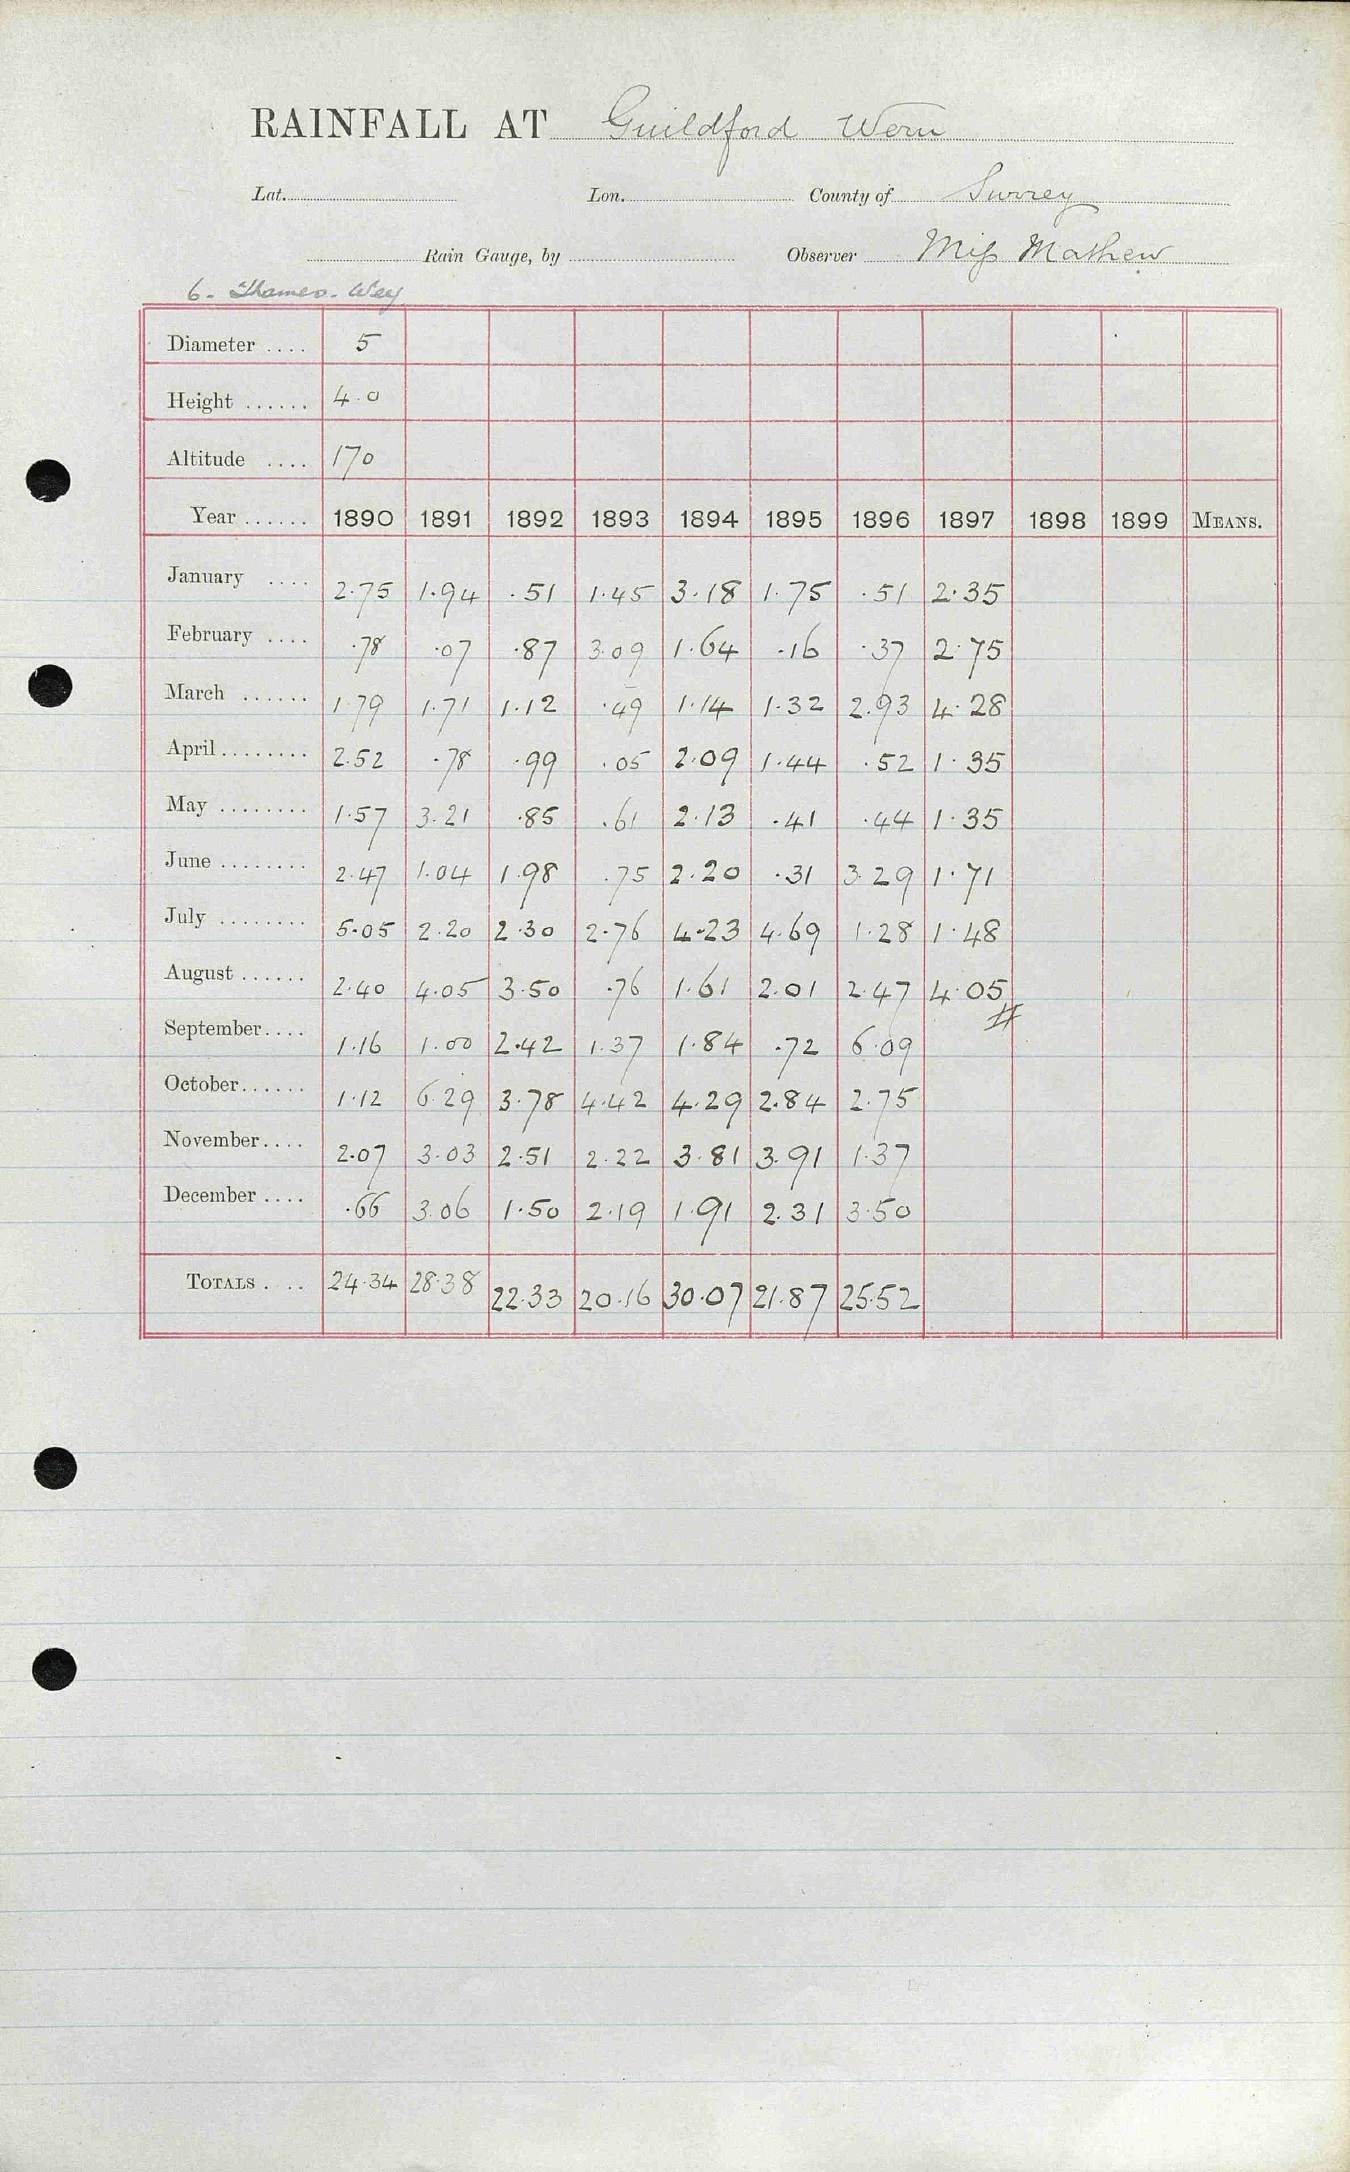 RAINFALL AT Guildford Wern
Lat. Lon. County of Surrey
Rain Gauge, by Observer Miss Mathew
6. Thames. Wey
Diameter .... 5
Height ...... 4.0
Altitude .... 170
Year ...... 1890 1891 1892 1893 1894 1895 1896 1897 1898 1899 MEANS.
January .... 2.75 1.94 .51 1.45 3.18 1.75 .51 2.35
February .... .78 .07 .87 3.09 1.64 .16 .37 2.75
March ...... 1.79 1.71 1.12 .49 1.14 1.32 2.93 4.28
April ........ 2.52 .78 .99 .05 2.09 1.44 .52 1.35
May ........ 1.57 3.21 .85 .61 2.13 .41 .44 1.35
June ........ 2.47 1.04 1.98 .75 2.20 .31 3.29 1.71
July ........ 5.05 2.20 2.30 2.76 4.23 4.69 1.28 1.48
August ...... 2.40 4.05 3.50 .76 1.61 2.01 2.47 4.05 #
September.... 1.16 1.00 2.42 1.37 1.84 .72 6.09
October...... 1.12 6.29 3.78 4.42 4.29 2.84 2.75
November.... 2.07 3.03 2.51 2.22 3.81 3.91 1.37
December .... .66 3.06 1.50 2.19 1.91 2.31 3.50
TOTALS .... 24.34 28.38 22.33 20.16 30.07 21.87 25.52